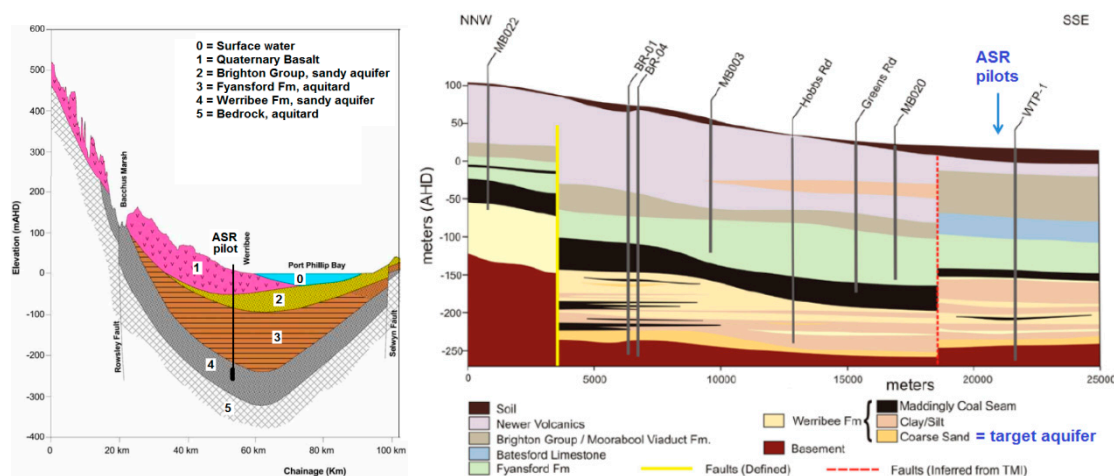 600
500
400
300
200
100
0
-100
-200
-300
-400
Elevation (mAHD)
0 = Surface water
1 = Quaternary Basalt
2 = Brighton Group, sandy aquifer
3 = Fyansford Fm, aquitard
4 = Werribee Fm, sandy aquifer
5 = Bedrock, aquitard
Bacchus Marsh
ASR
pilot
Werribee
Port Phillip Bay
0
1
2
3
4
5
Rowsley Fault
Selwyn Fault
0 km
20 km
40 km
60 km
80 km
100 km
Chainage (Km)
NNW
SSE
MB022
BR-01
BR-04
MB003
Hobbs Rd
Greens Rd
MB020
ASR
pilots
WTP-1
100
50
0
-50
-100
-150
-200
-250
meters (AHD)
0
5000
10000
15000
20000
25000
meters
Soil
Newer Volcanics
Brighton Group / Moorabool Viaduct Fm.
Batesford Limestone
Fyansford Fm
Werribee Fm
Basement
Maddingly Coal Seam
Clay/Silt
Coarse Sand = target aquifer
Faults (Defined)
Faults (Inferred from TMI)